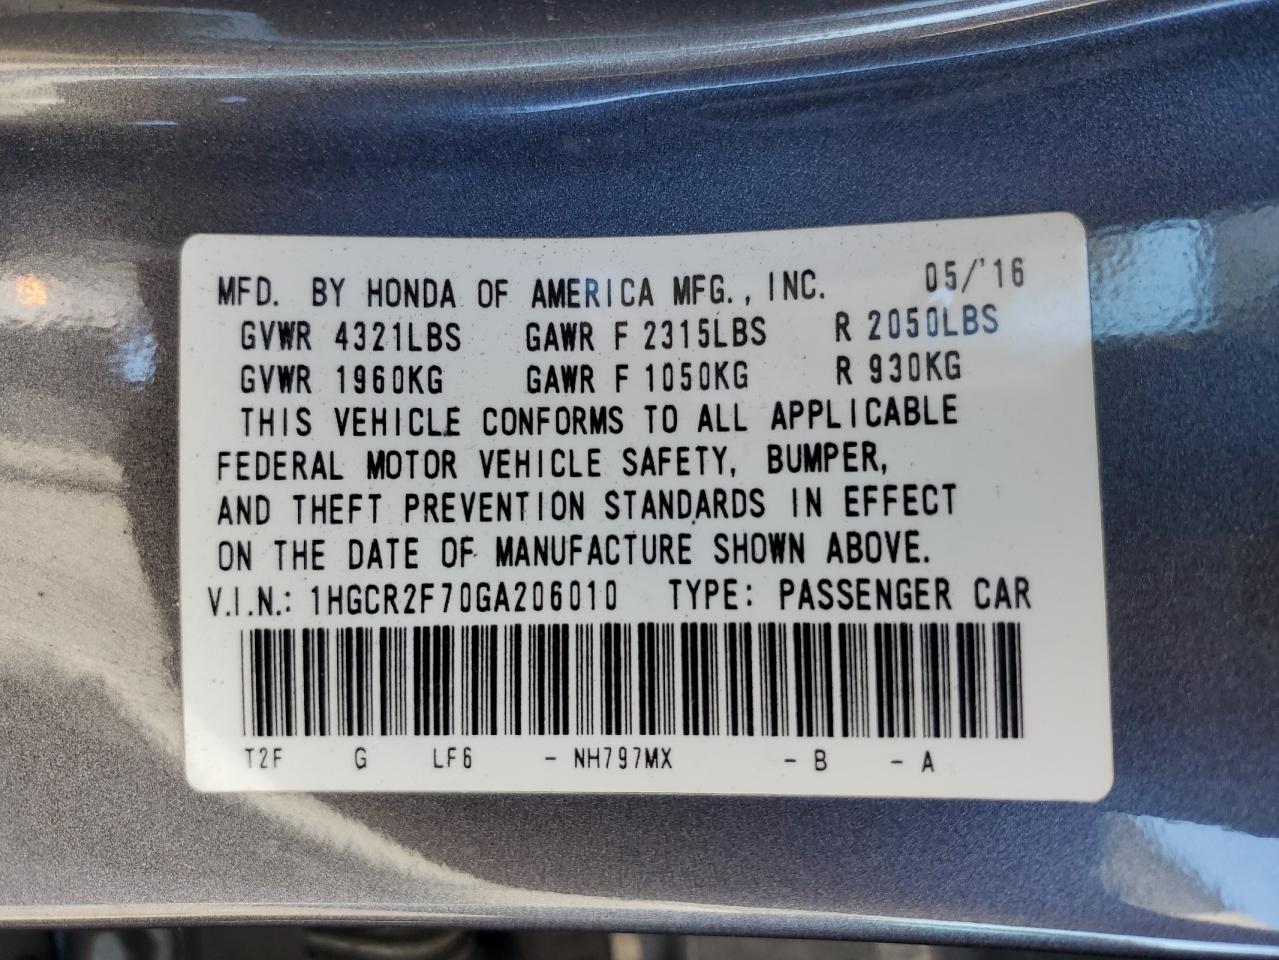 MFD. BY HONDA OF AMERICA MFG., INC. 05/'16
GVWR 4321LBS GAWR F 2315LBS R 2050LBS
GVWR 1960KG GAWR F 1050KG R 930KG
THIS VEHICLE CONFORMS TO ALL APPLICABLE
FEDERAL MOTOR VEHICLE SAFETY, BUMPER,
AND THEFT PREVENTION STANDARDS IN EFFECT
ON THE DATE OF MANUFACTURE SHOWN ABOVE.
V.I.N.: 1HGCR2F70GA206010 TYPE: PASSENGER CAR
T2F G LF6 - NH797MX - B - A